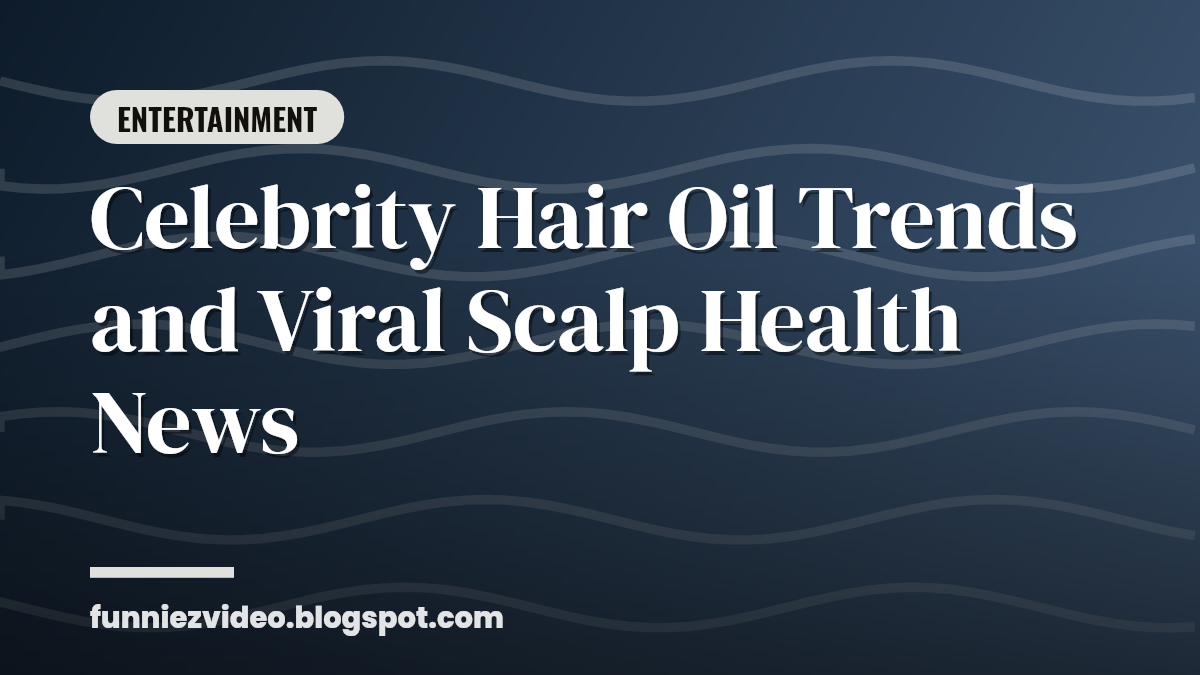 ENTERTAINMENT
Celebrity Hair Oil Trends
and Viral Scalp Health
News
funniezvideo.blogspot.com